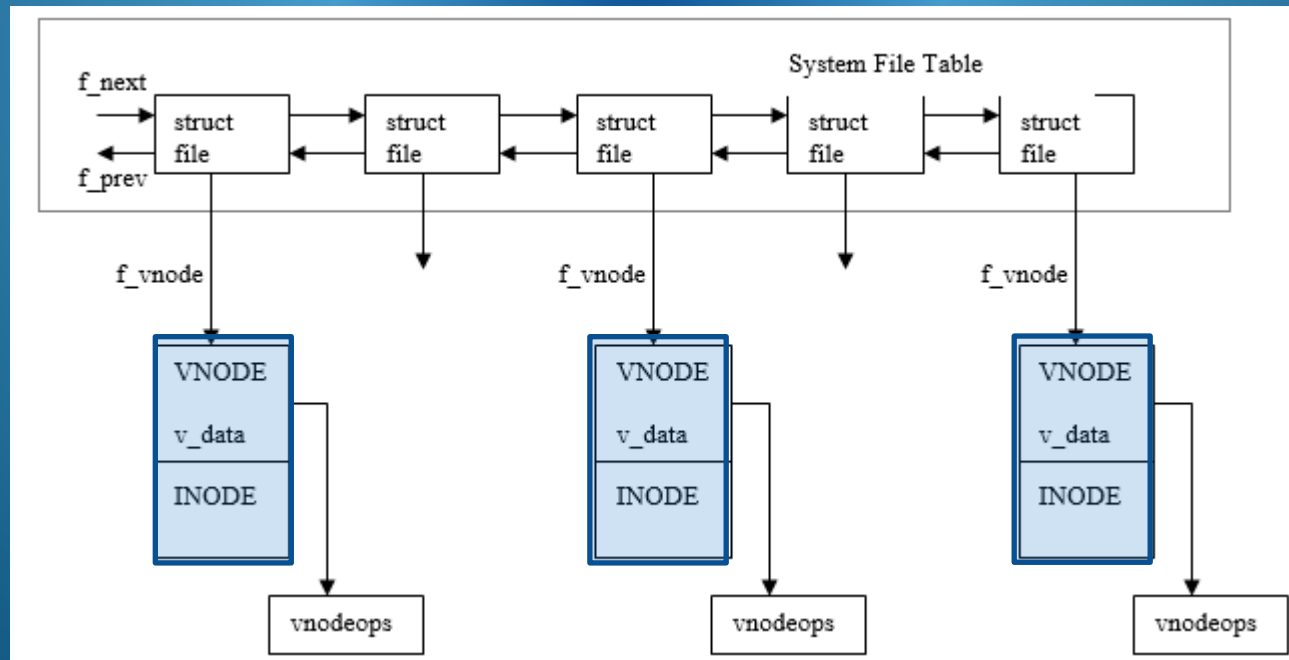 System File Table
f_next
struct struct struct struct struct
file file file file file
f_prev
f_vnode f_vnode f_vnode
VNODE VNODE VNODE
v_data v_data v_data
INODE INODE INODE
vnodeops vnodeops vnodeops